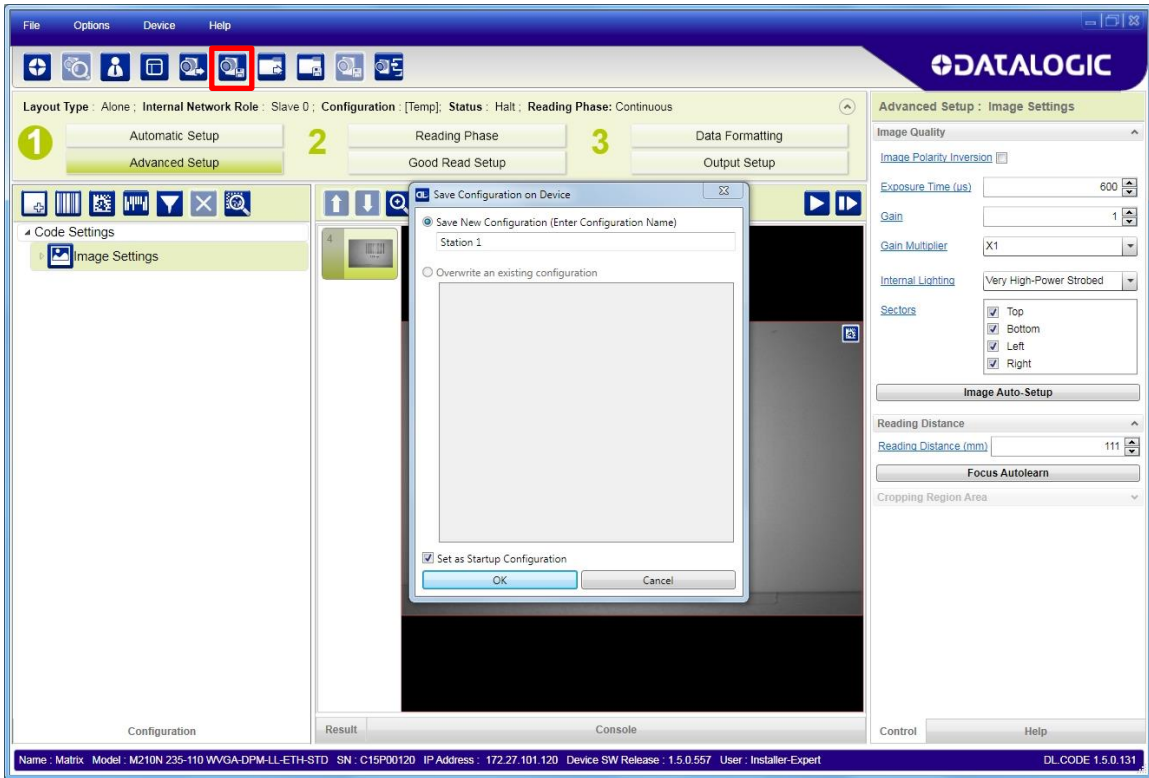 File Options Device Help
DATALOGIC
Layout Type : Alone ; Internal Network Role : Slave 0 ; Configuration : [Temp]; Status : Halt ; Reading Phase: Continuous
1 Automatic Setup 2 Reading Phase 3 Data Formatting
Advanced Setup Good Read Setup Output Setup
Code Settings
Image Settings
4
Save Configuration on Device
Save New Configuration (Enter Configuration Name)
Station 1
Overwrite an existing configuration
Set as Startup Configuration
OK Cancel
Advanced Setup : Image Settings
Image Quality
Image Polarity Inversion
Exposure Time (us) 600
Gain 1
Gain Multiplier X1
Internal Lighting Very High-Power Strobed
Sectors Top
Bottom
Left
Right
Image Auto-Setup
Reading Distance
Reading Distance (mm) 111
Focus Autolearn
Cropping Region Area
Configuration Result Console Control Help
Name : Matrix Model : M210N 235-110 WVGA-DPM-LL-ETH-STD SN : C15P00120 IP Address : 172.27.101.120 Device SW Release : 1.5.0.557 User : Installer-Expert DL.CODE 1.5.0.131